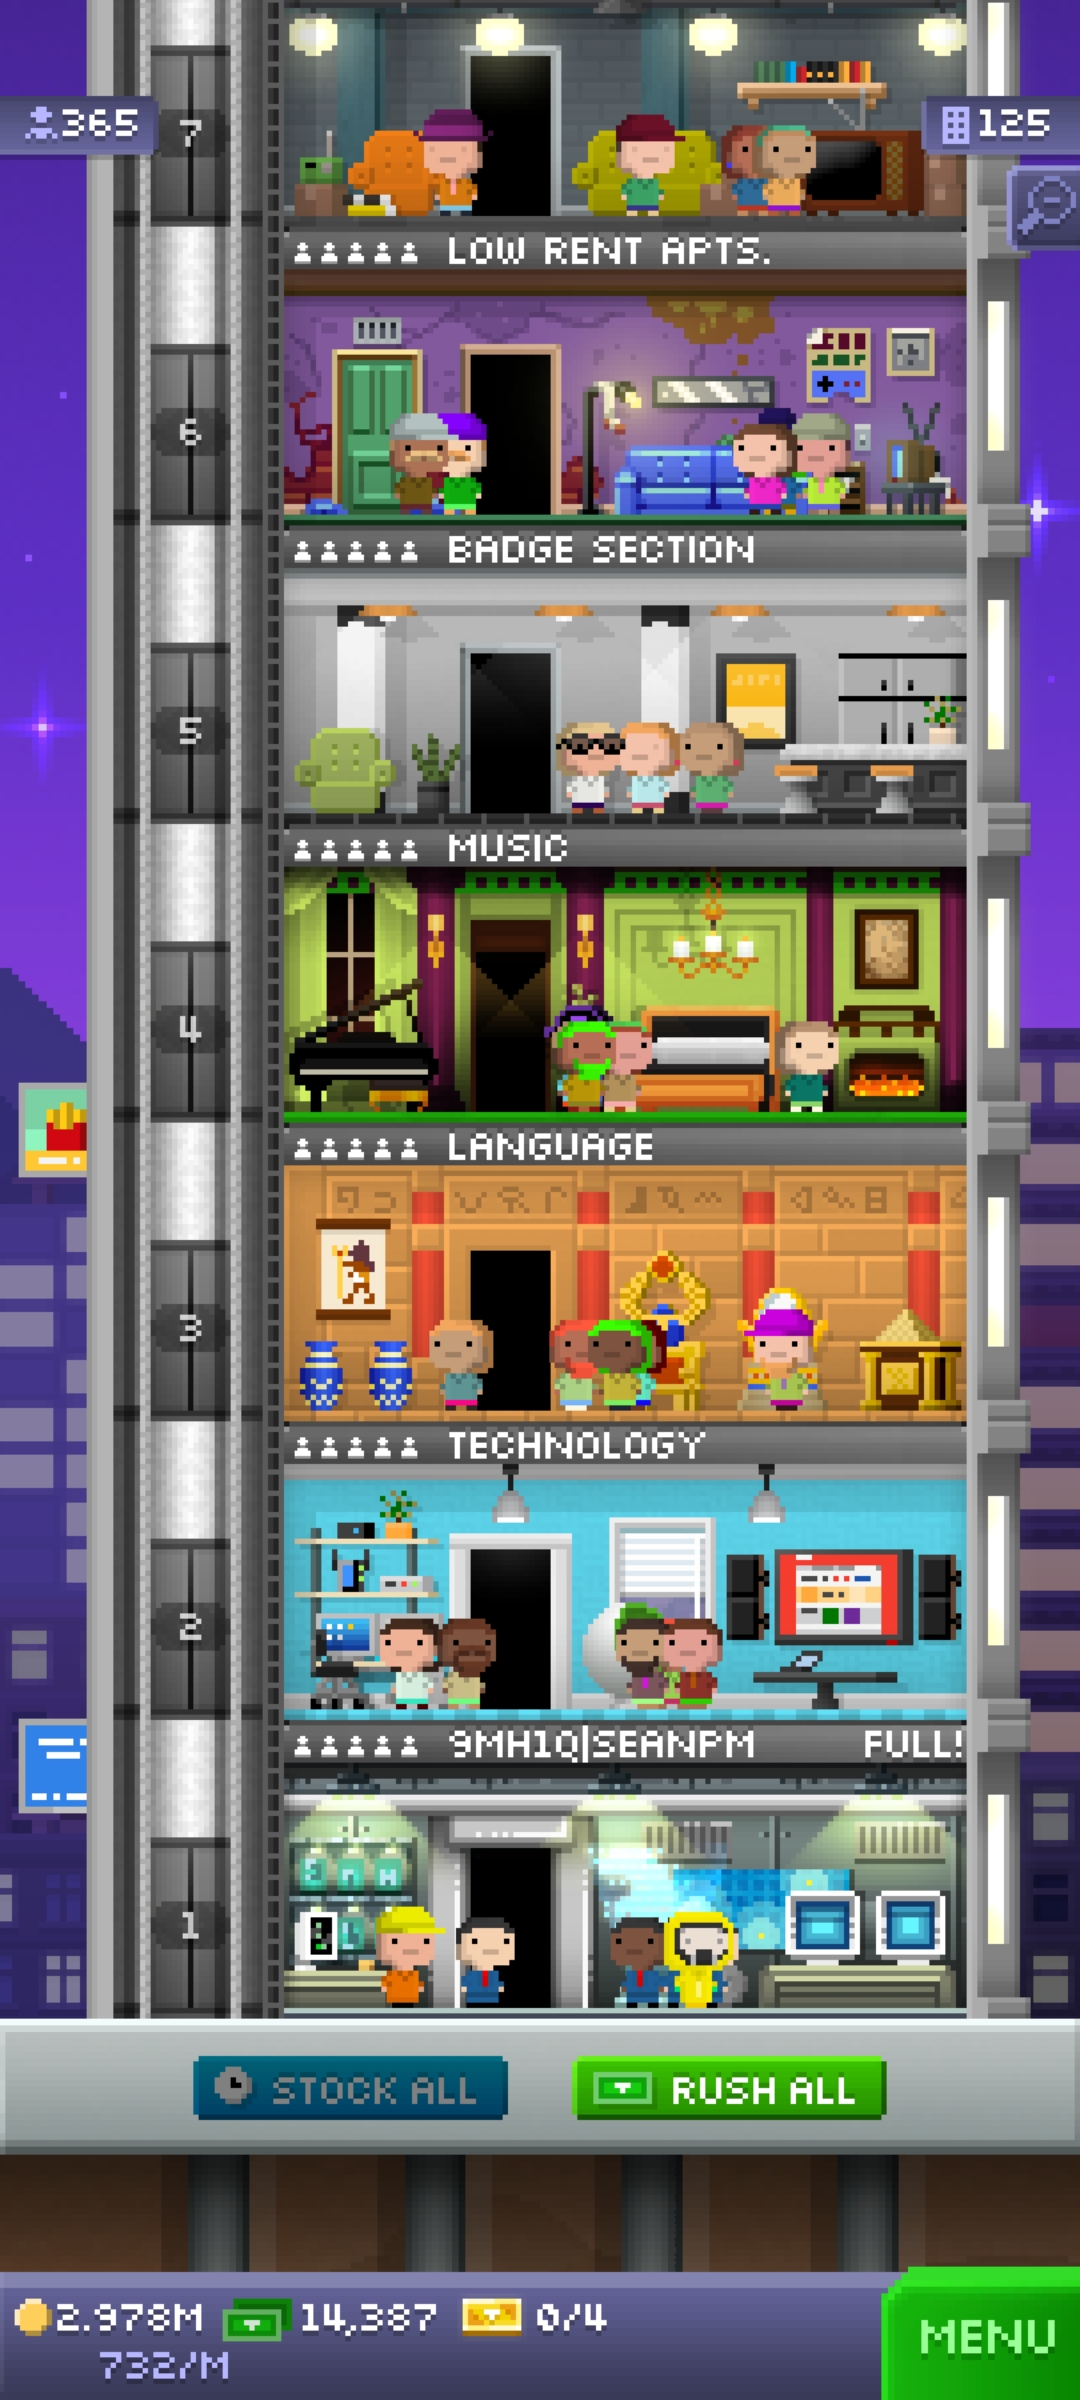 365
7
125
LOW RENT APTS.
6
BADGE SECTION
5
MUSIC
4
LANGUAGE
3
TECHNOLOGY
2
9MH1Q|SEANPM FULL!
1
STOCK ALL
RUSH ALL
2.978M 14,387 0/4
732/M
MENU